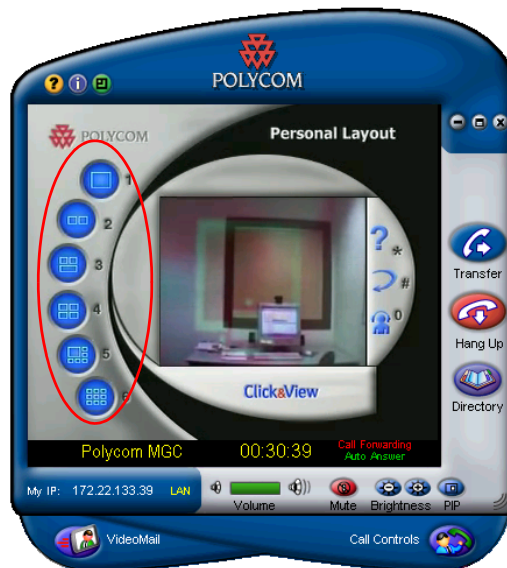 POLYCOM
POLYCOM
Personal Layout
1
2
3
4
5
6
? *
#
0
Click&View
Transfer
Hang Up
Directory
Polycom MGC 00:30:39 Call Forwarding
Auto Answer
My IP: 172.22.133.39 LAN
Volume Mute Brightness PIP
VideoMail Call Controls